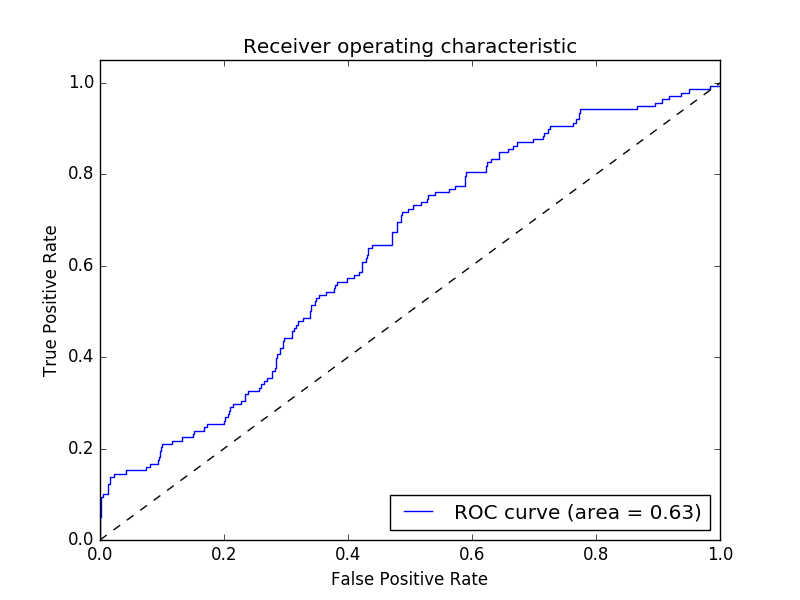 Receiver operating characteristic
True Positive Rate
1.0
0.8
0.6
0.4
0.2
0.0
ROC curve (area = 0.63)
0.0 0.2 0.4 0.6 0.8 1.0
False Positive Rate